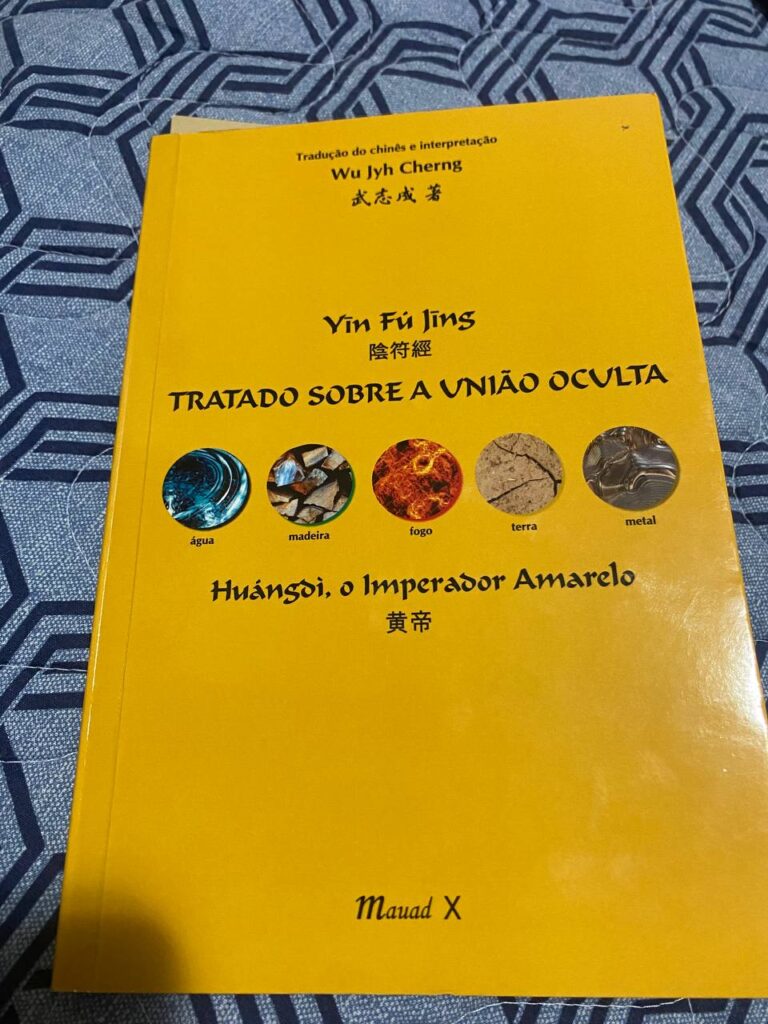 Tradução do chinês e interpretação
Wu Jyh Cherng
武志成 著
Yīn Fú Jīng
陰符經
TRATADO SOBRE A UNIÃO OCULTA
água madeira fogo terra metal
Huángdì, o Imperador Amarelo
黄帝
Mauad X